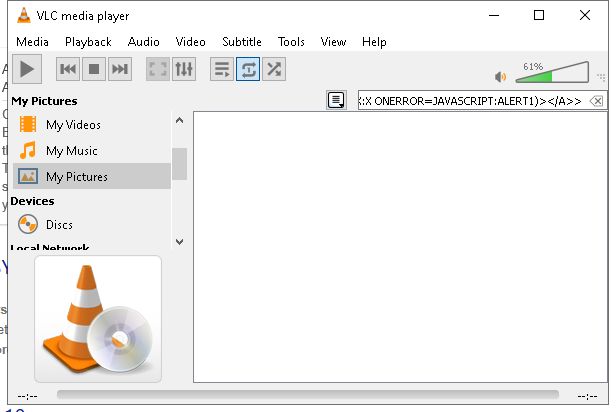 VLC media player
Media Playback Audio Video Subtitle Tools View Help
61%
My Pictures
:X ONERROR=JAVASCRIPT:ALERT1)></A>>
My Videos
My Music
My Pictures
Devices
Discs
Local Network
--:-- --:--